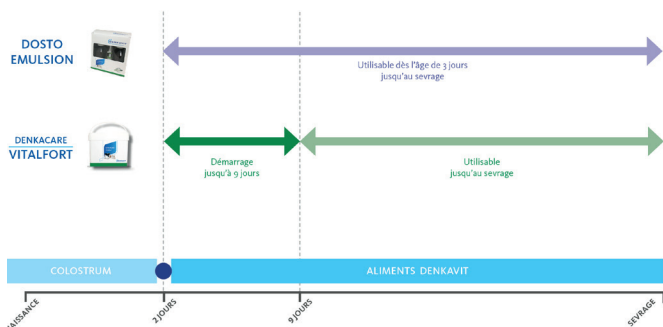 DOSTO
EMULSION
Utilisable dès l'âge de 3 jours
jusqu'au sevrage
DENKACARE
VITALFORT
Démarrage
jusqu'à 9 jours
Utilisable
jusqu'au sevrage
COLOSTRUM
ALIMENTS DENKAVIT
AISSANCE
2 JOURS
9 JOURS
SEVRAGE